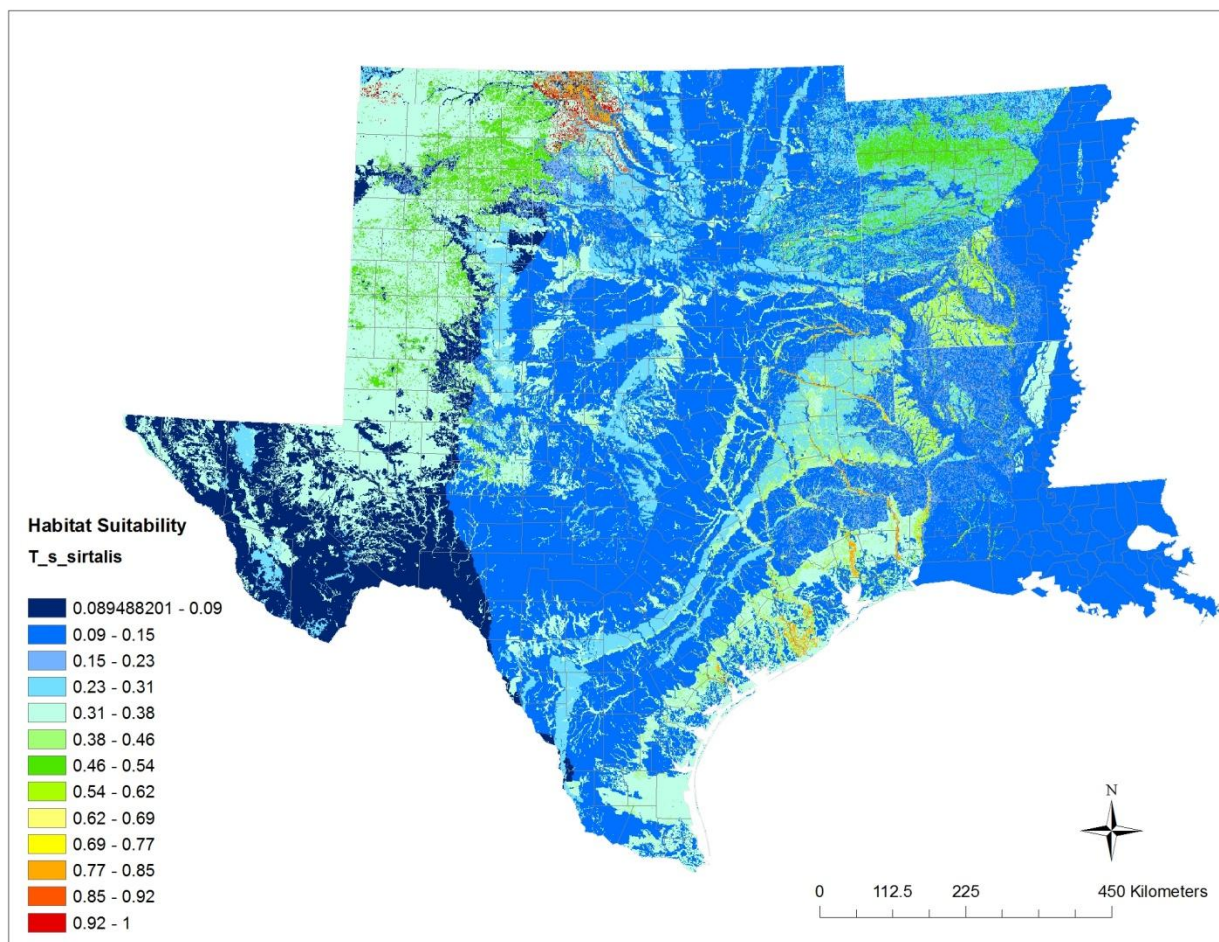 Habitat Suitability
T_s_sirtalis
0.089488201 - 0.09
0.09 - 0.15
0.15 - 0.23
0.23 - 0.31
0.31 - 0.38
0.38 - 0.46
0.46 - 0.54
0.54 - 0.62
0.62 - 0.69
0.69 - 0.77
0.77 - 0.85
0.85 - 0.92
0.92 - 1
N
0 112.5 225 450 Kilometers